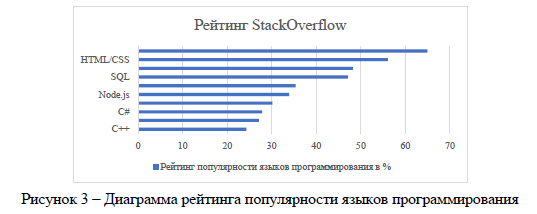 Рейтинг StackOverflow
HTML/CSS
SQL
Node.js
C#
C++
0 10 20 30 40 50 60 70
Рейтинг популярности языков программирования в %
Рисунок 3 – Диаграмма рейтинга популярности языков программирования